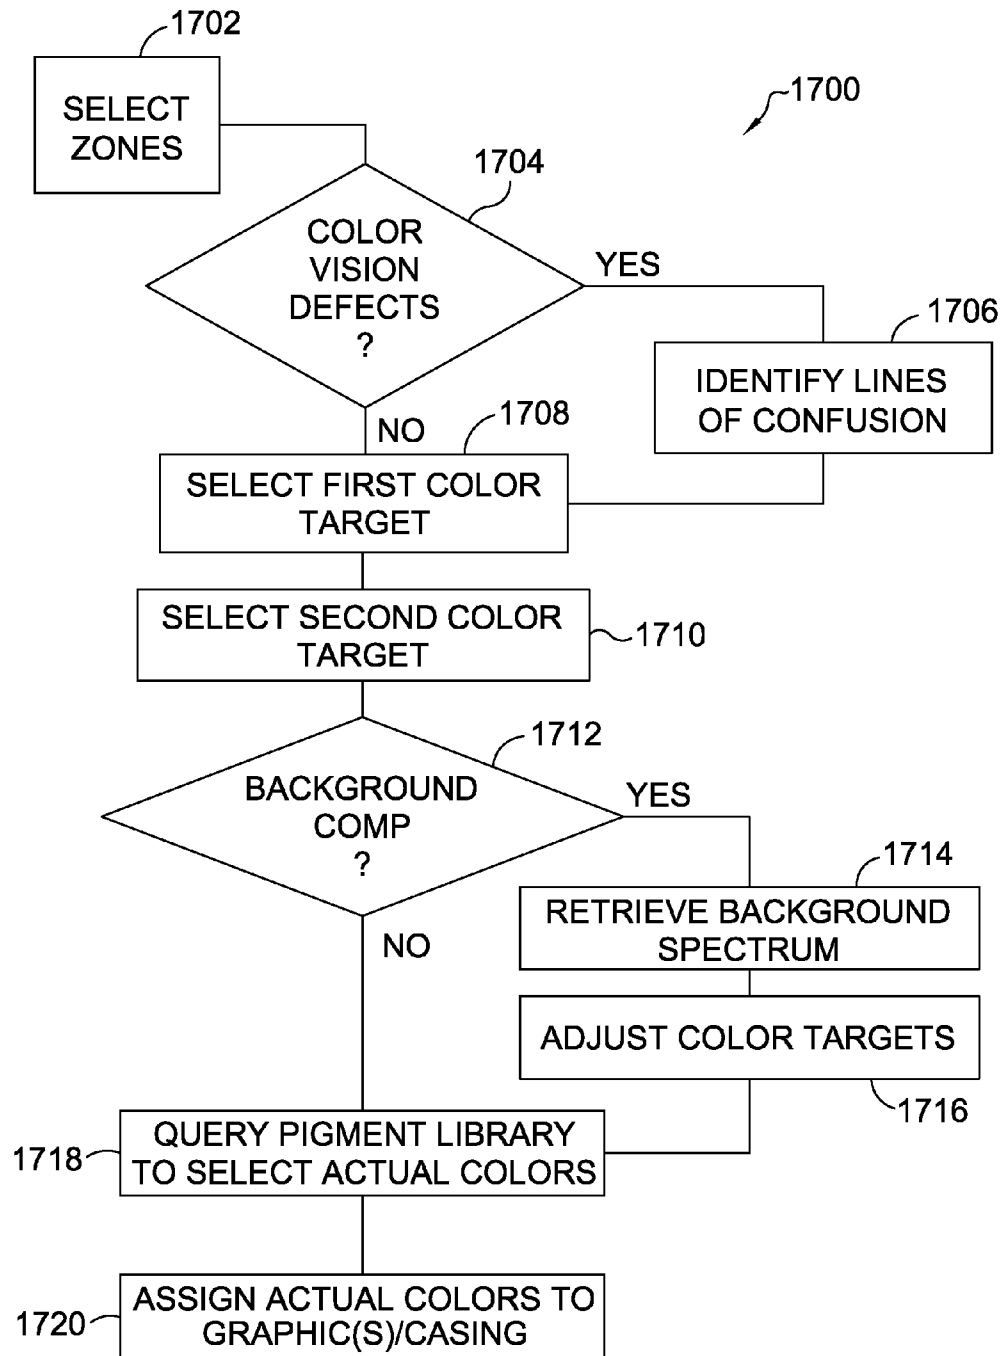 1702
SELECT
ZONES
1700
1704
COLOR
VISION
DEFECTS
?
YES
1706
IDENTIFY LINES
OF CONFUSION
NO
1708
SELECT FIRST COLOR
TARGET
SELECT SECOND COLOR
TARGET
1710
1712
BACKGROUND
COMP
?
YES
1714
RETRIEVE BACKGROUND
SPECTRUM
NO
ADJUST COLOR TARGETS
1716
1718
QUERY PIGMENT LIBRARY
TO SELECT ACTUAL COLORS
1720
ASSIGN ACTUAL COLORS TO
GRAPHIC(S)/CASING